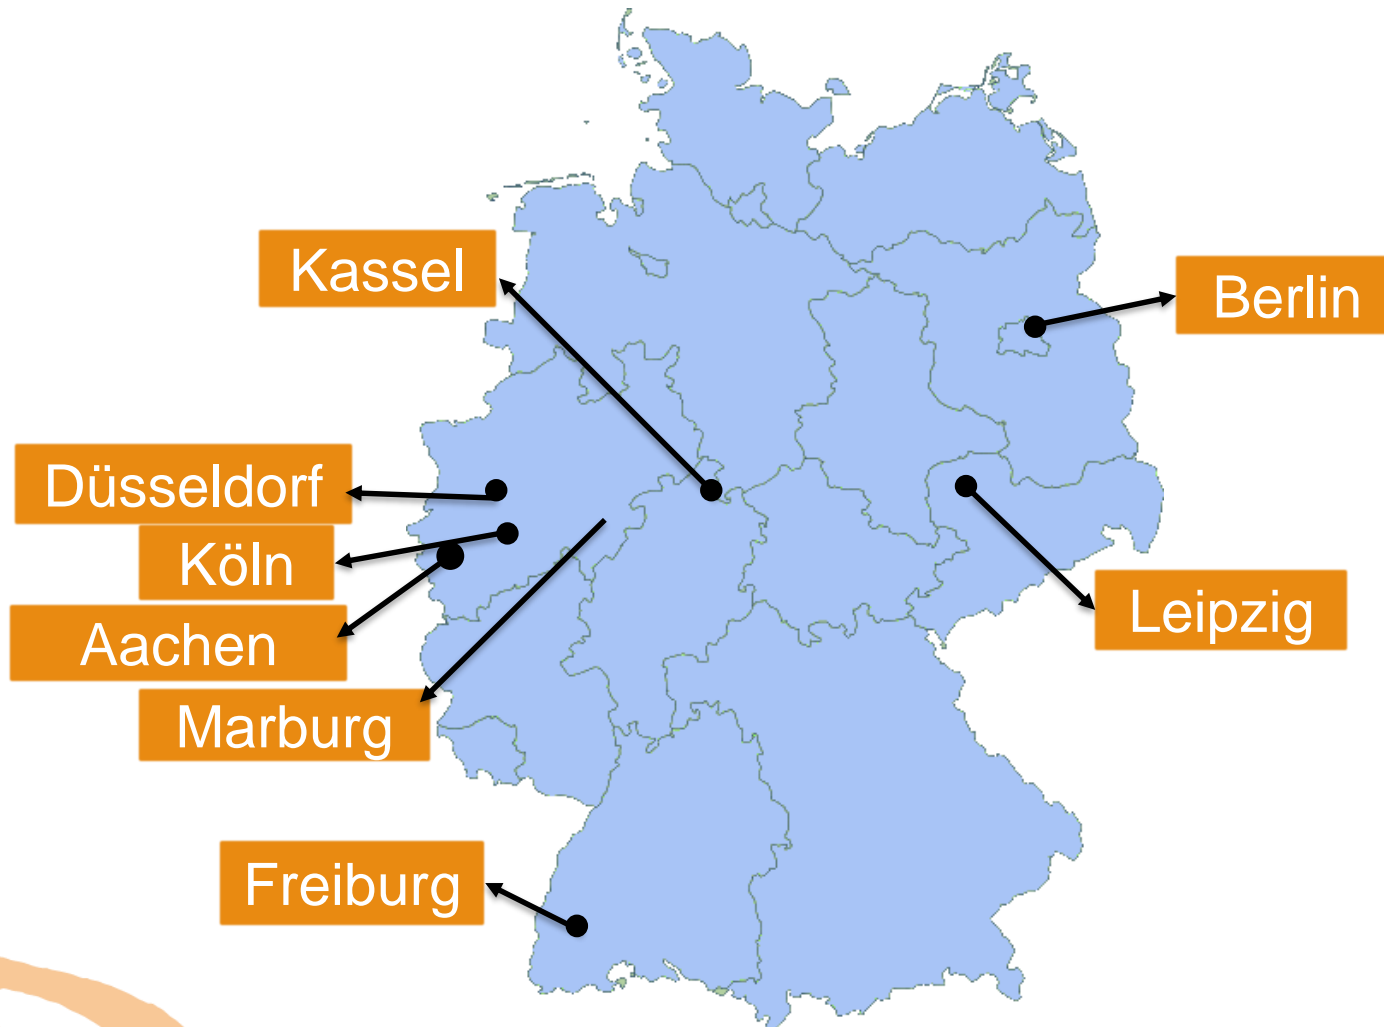 Kassel
Berlin
Düsseldorf
Köln
Aachen
Leipzig
Marburg
Freiburg